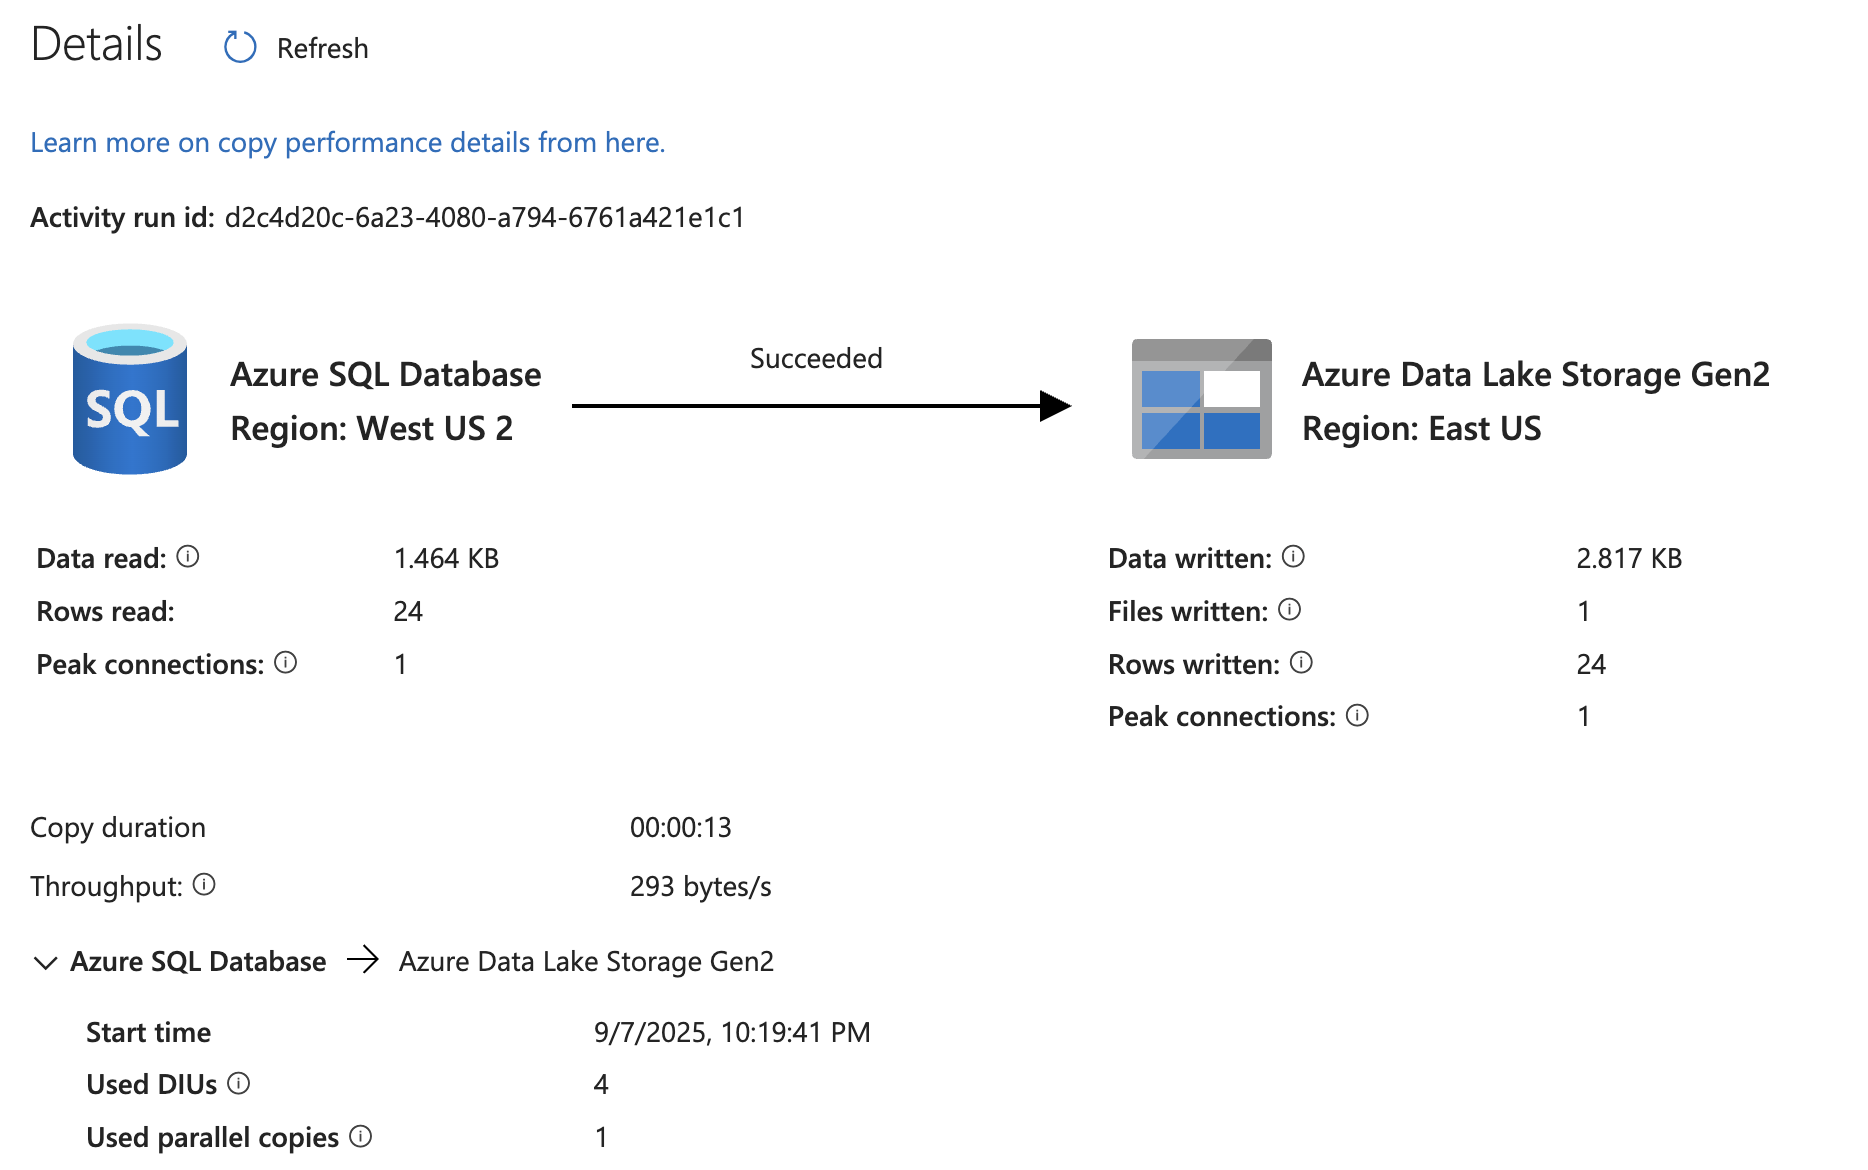 Details Refresh
Learn more on copy performance details from here.
Activity run id: d2c4d20c-6a23-4080-a794-6761a421e1c1
Succeeded
SQL
Azure SQL Database
Region: West US 2
Azure Data Lake Storage Gen2
Region: East US
Data read: 1.464 KB
Rows read: 24
Peak connections: 1
Data written: 2.817 KB
Files written: 1
Rows written: 24
Peak connections: 1
Copy duration 00:00:13
Throughput: 293 bytes/s
Azure SQL Database → Azure Data Lake Storage Gen2
Start time 9/7/2025, 10:19:41 PM
Used DIUs 4
Used parallel copies 1